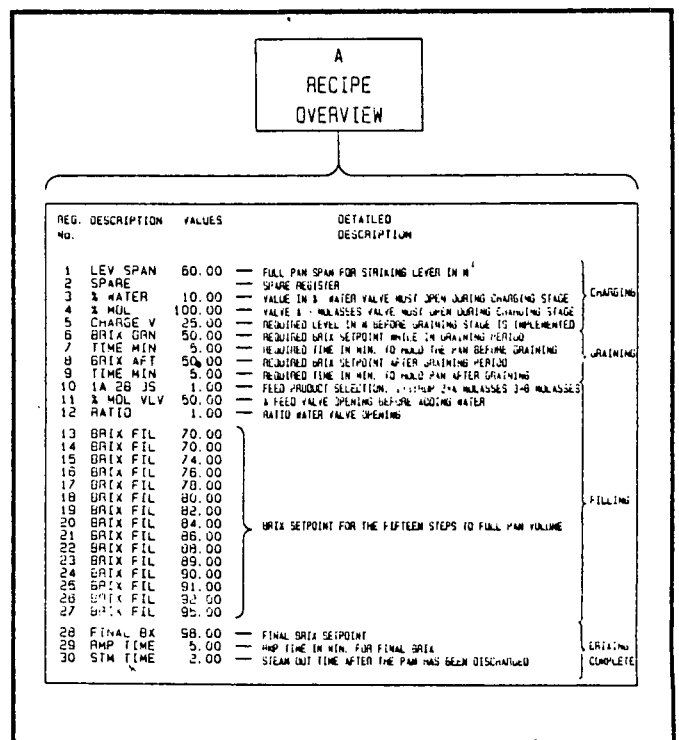 A
RECIPE
OVERVIEW
REG. DESCRIPTION VALUES DETAILED
No. DESCRIPTION
1 LEV SPAN 60.00 — FULL PAN SPAN FOR STRIKING LEVER IN M³
2 SPARE — SPARE REGISTER
3 % WATER 10.00 — VALUE IN % WATER VALVE MUST OPEN DURING CHARGING STAGE
4 % MOL 100.00 — VALVE % - MOLASSES VALVE MUST OPEN DURING CHARGING STAGE
CHARGING
5 CHARGE V 25.00 — REQUIRED LEVEL IN M BEFORE GRAINING STAGE IS IMPLEMENTED
6 BRIX GRN 50.00 — REQUIRED BRIX SETPOINT WHILE IN GRAINING PERIOD
7 TIME MIN 5.00 — REQUIRED TIME IN MIN. TO HOLD THE PAN BEFORE GRAINING
GRAINING
8 BRIX AFT 50.00 — REQUIRED BRIX SETPOINT AFTER GRAINING PERIOD
9 TIME MIN 5.00 — REQUIRED TIME IN MIN. TO HOLD PAN AFTER GRAINING
10 1A 2B JS 1.00 — FEED PRODUCT SELECTION. 2=A MOLASSES 3=B MOLASSES
11 % MOL VLV 50.00 — % FEED VALVE OPENING BEFORE ADDING WATER
12 RATIO 1.00 — RATIO WATER VALVE OPENING
13 BRIX FIL 70.00
14 BRIX FIL 70.00
15 BRIX FIL 74.00
16 BRIX FIL 76.00
17 BRIX FIL 78.00
18 BRIX FIL 80.00
19 BRIX FIL 82.00
FILLING
20 BRIX FIL 84.00 BRIX SETPOINT FOR THE FIFTEEN STEPS TO FULL PAN VOLUME
21 BRIX FIL 86.00
22 BRIX FIL 88.00
23 BRIX FIL 89.00
24 BRIX FIL 90.00
25 BRIX FIL 91.00
26 BRIX FIL 92.00
27 BRIX FIL 95.00
28 FINAL BX 98.00 — FINAL BRIX SETPOINT
29 RMP TIME 5.00 — RMP TIME IN MIN. FOR FINAL BRIX
BRIXING
30 STM TIME 2.00 — STEAM OUT TIME AFTER THE PAN HAS BEEN DISCHARGED
COMPLETE